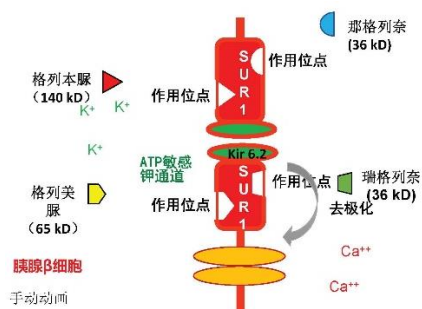 那格列奈
(36 kD)
格列本脲
（140 kD）
K⁺
K⁺
K⁺
作用位点
作用位点
SUR1
ATP敏感
钾通道
Kir 6.2
格列美
脲
（65 kD）
作用位点
作用位点
SUR1
瑞格列奈
(36 kD)
去极化
胰腺β细胞
Ca⁺⁺
Ca⁺⁺
手动动画